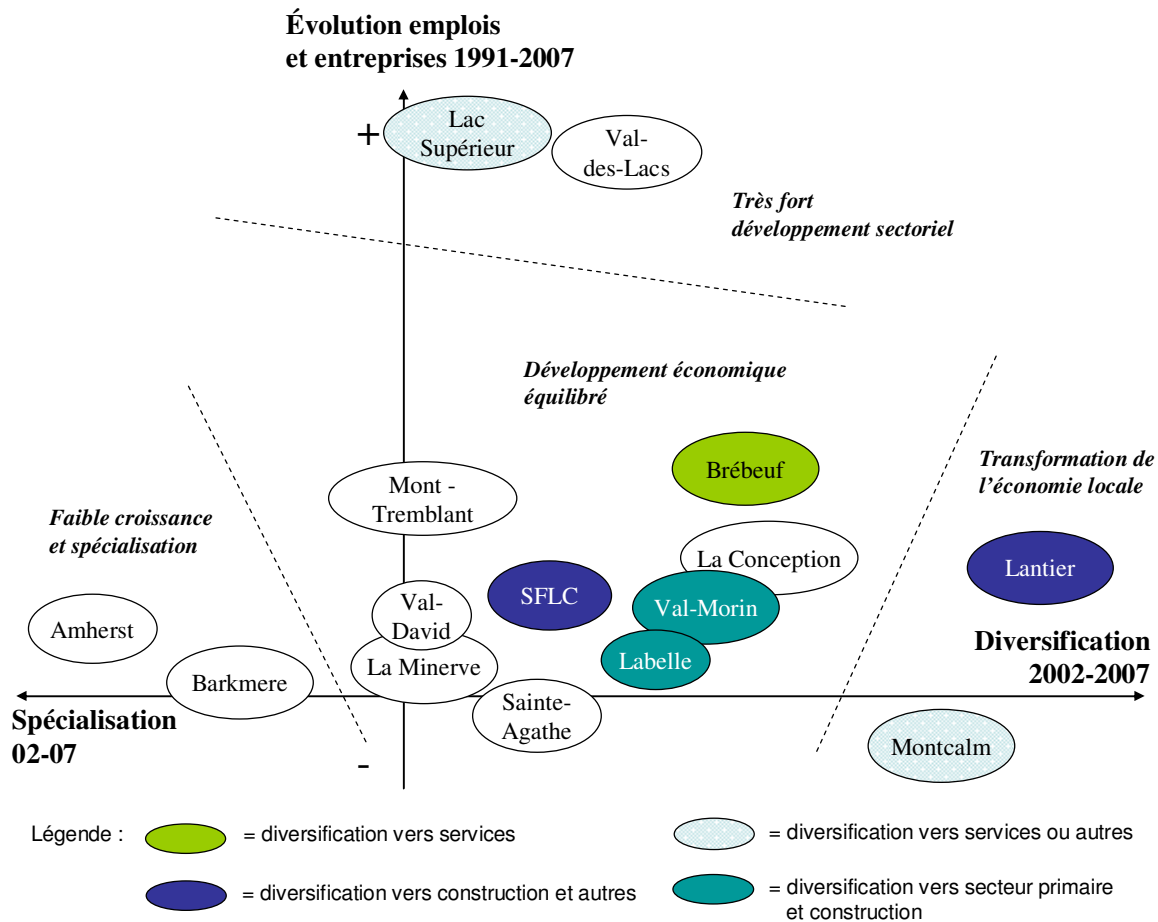 Évolution emplois
et entreprises 1991-2007
+
Lac
Supérieur
Val-
des-Lacs
Très fort
développement sectoriel
Développement économique
équilibré
Brébeuf
Transformation de
l'économie locale
Mont -
Tremblant
Faible croissance
et spécialisation
La Conception
Lantier
SFLC
Val-Morin
Val-
David
Amherst
Labelle
La Minerve
Barkmere
Diversification
2002-2007
Sainte-
Agathe
Spécialisation
02-07
Montcalm
-
Légende :
= diversification vers services
= diversification vers services ou autres
= diversification vers construction et autres
= diversification vers secteur primaire
et construction